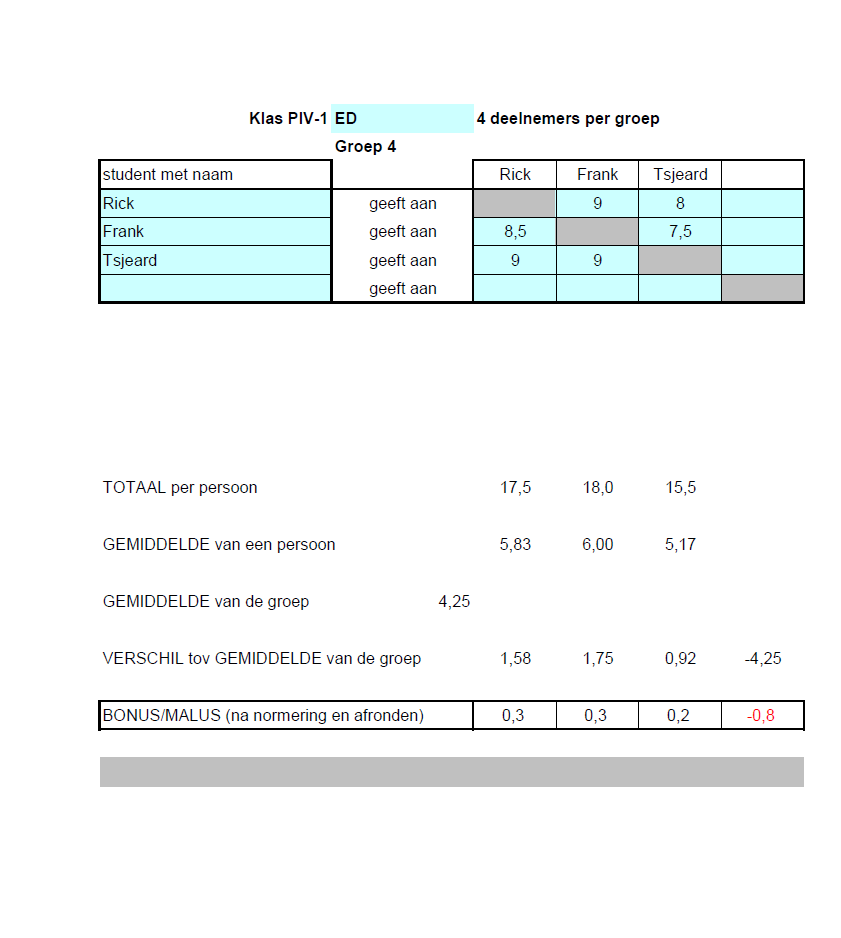 Klas PIV-1 ED 4 deelnemers per groep
Groep 4
student met naam Rick Frank Tsjeard
Rick geeft aan 9 8
Frank geeft aan 8,5 7,5
Tsjeard geeft aan 9 9
geeft aan
TOTAAL per persoon 17,5 18,0 15,5
GEMIDDELDE van een persoon 5,83 6,00 5,17
GEMIDDELDE van de groep 4,25
VERSCHIL tov GEMIDDELDE van de groep 1,58 1,75 0,92 -4,25
BONUS/MALUS (na normering en afronden) 0,3 0,3 0,2 -0,8